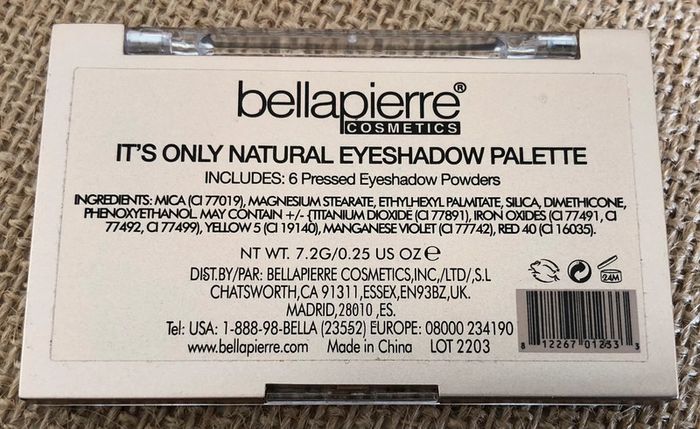 bellapierre®
COSMETICS
IT'S ONLY NATURAL EYESHADOW PALETTE
INCLUDES: 6 Pressed Eyeshadow Powders
INGREDIENTS: MICA (CI 77019), MAGNESIUM STEARATE, ETHYLHEXYL PALMITATE, SILICA, DIMETHICONE,
PHENOXYETHANOL. MAY CONTAIN +/- {TITANIUM DIOXIDE (CI 77891), IRON OXIDES (CI 77491, CI
77492, CI 77499), YELLOW 5 (CI 19140), MANGANESE VIOLET (CI 77742), RED 40 (CI 16035).
NT WT. 7.2G/0.25 US OZ ℮
DIST.BY/PAR: BELLAPIERRE COSMETICS,INC,/LTD/,S.L
CHATSWORTH,CA 91311,ESSEX,EN93BZ,UK.
MADRID,28010 ,ES.
Tel: USA: 1-888-98-BELLA (23552) EUROPE: 08000 234190
www.bellapierre.com Made in China LOT 2203
24M
8 12267 01233 3